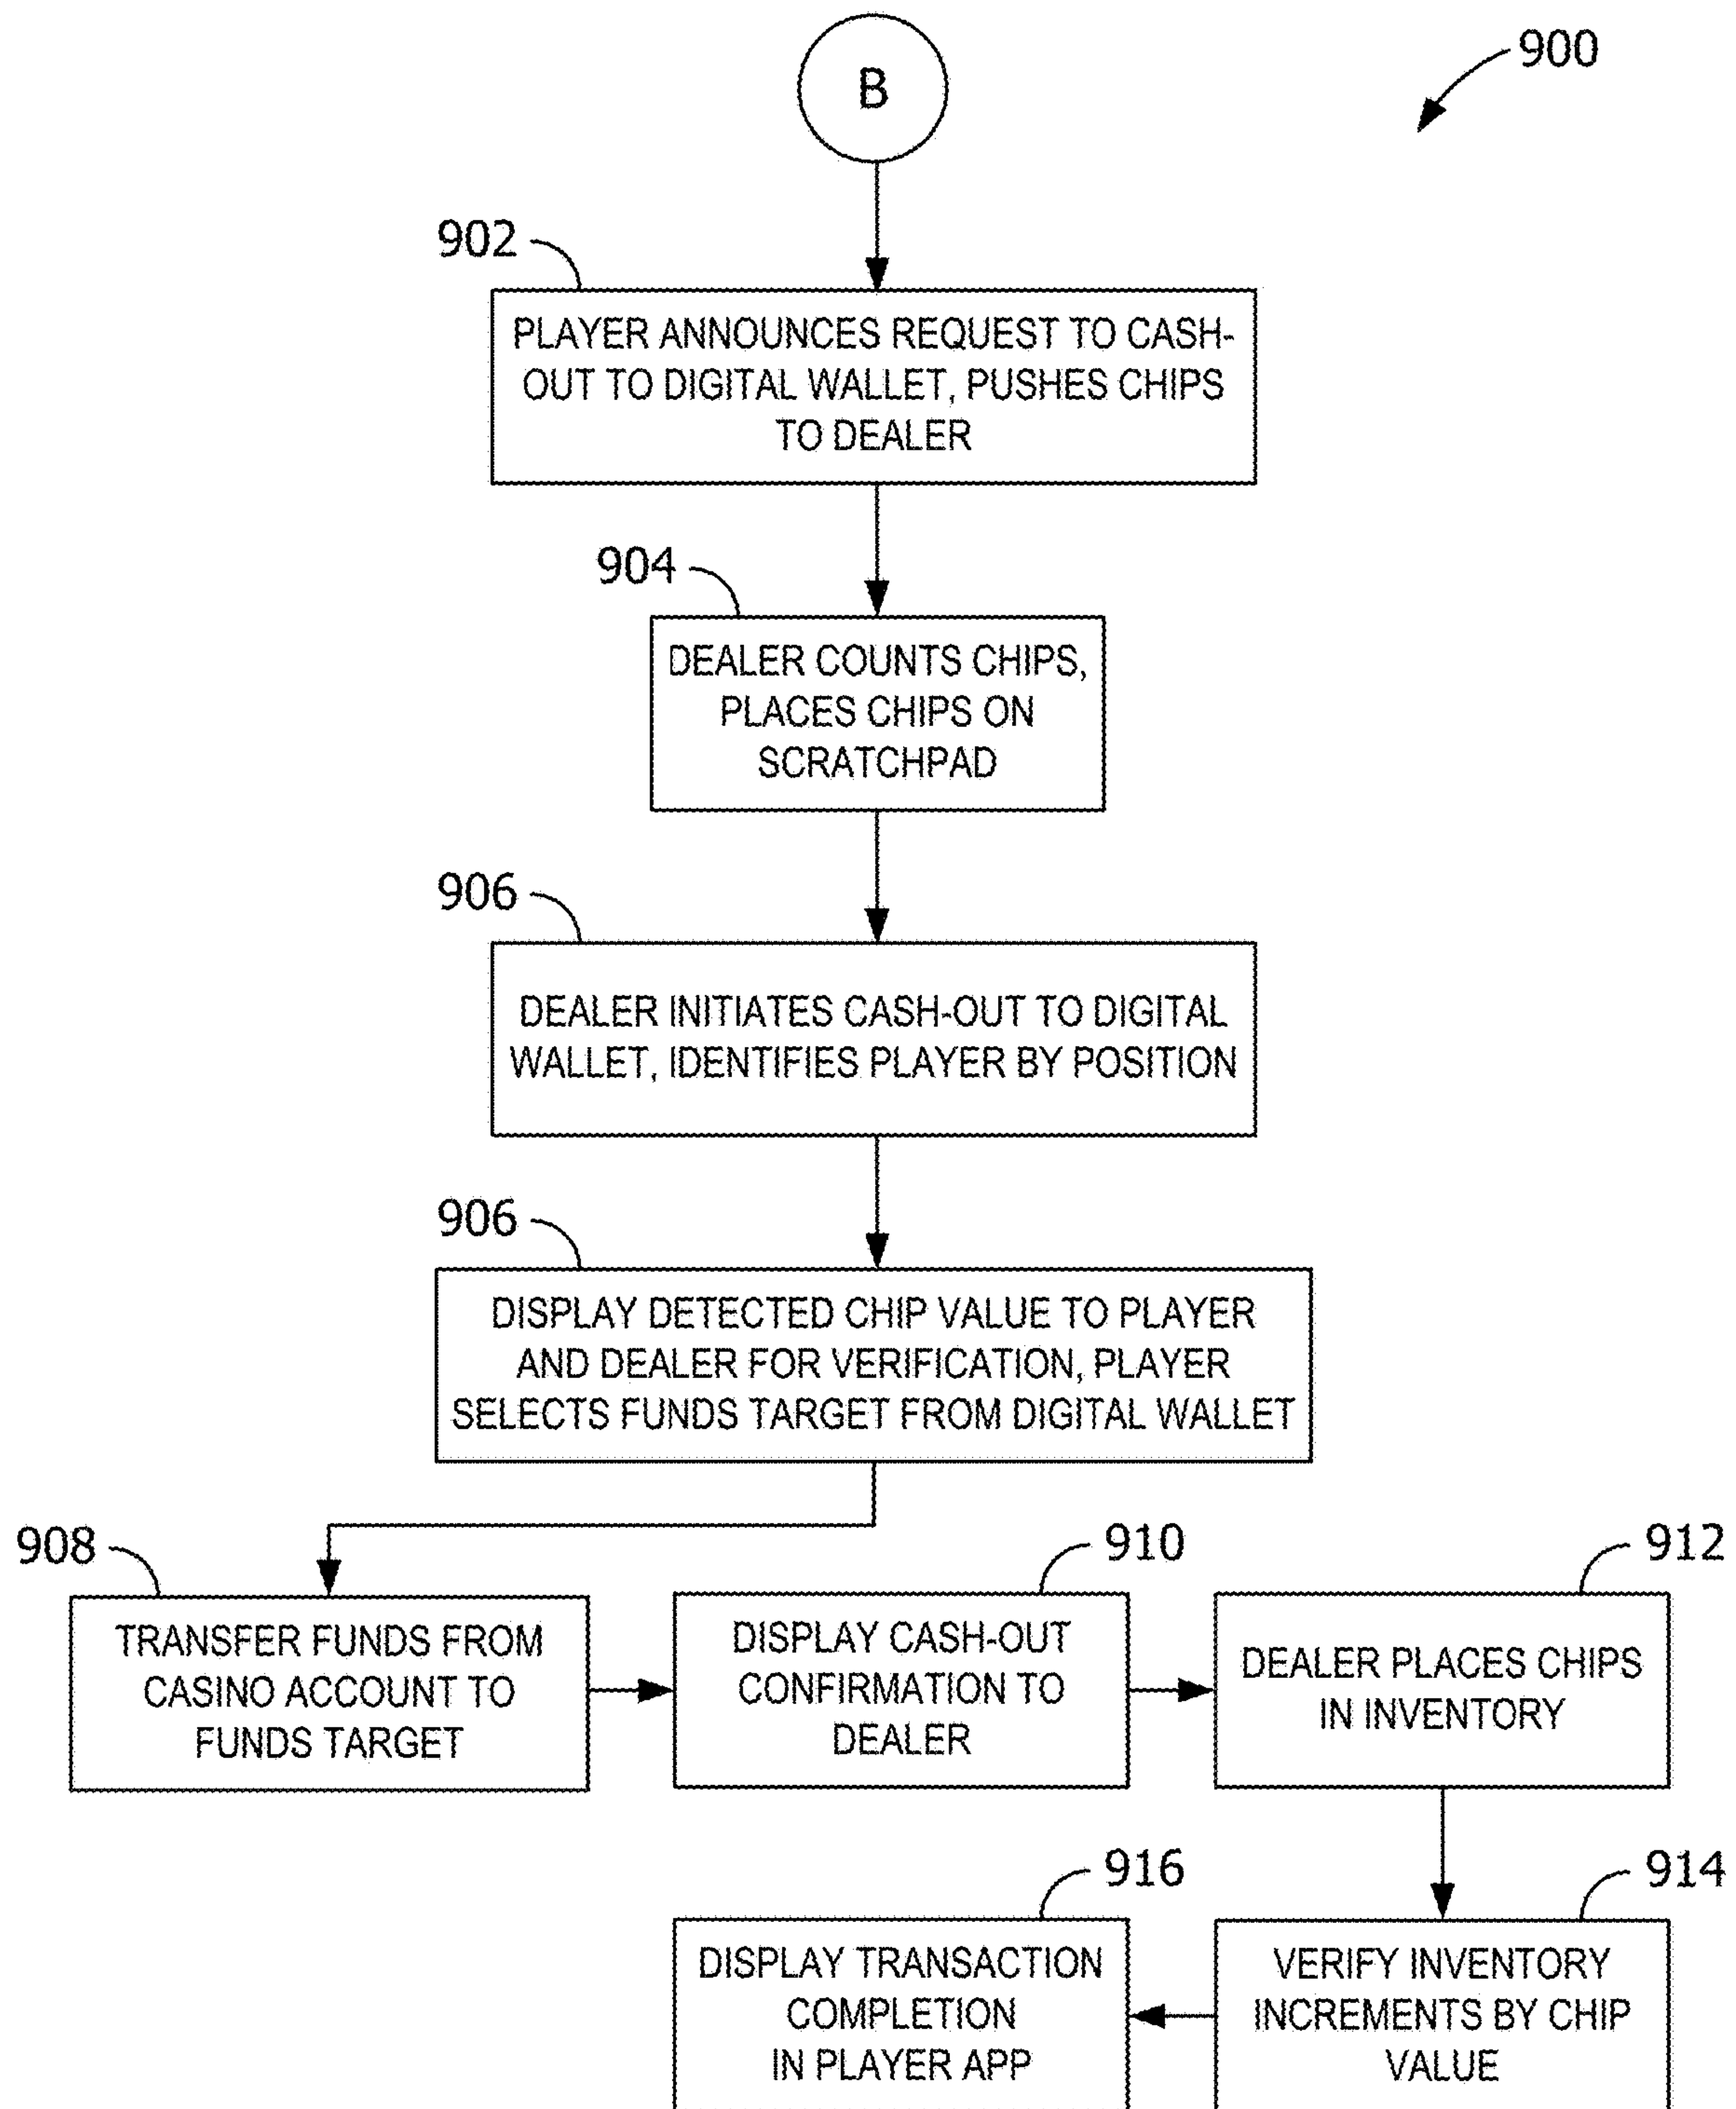 B
900
902
PLAYER ANNOUNCES REQUEST TO CASH-
OUT TO DIGITAL WALLET, PUSHES CHIPS
TO DEALER
904
DEALER COUNTS CHIPS,
PLACES CHIPS ON
SCRATCHPAD
906
DEALER INITIATES CASH-OUT TO DIGITAL
WALLET, IDENTIFIES PLAYER BY POSITION
906
DISPLAY DETECTED CHIP VALUE TO PLAYER
AND DEALER FOR VERIFICATION, PLAYER
SELECTS FUNDS TARGET FROM DIGITAL WALLET
908
TRANSFER FUNDS FROM
CASINO ACCOUNT TO
FUNDS TARGET
910
DISPLAY CASH-OUT
CONFIRMATION TO
DEALER
912
DEALER PLACES CHIPS
IN INVENTORY
914
VERIFY INVENTORY
INCREMENTS BY CHIP
VALUE
916
DISPLAY TRANSACTION
COMPLETION
IN PLAYER APP